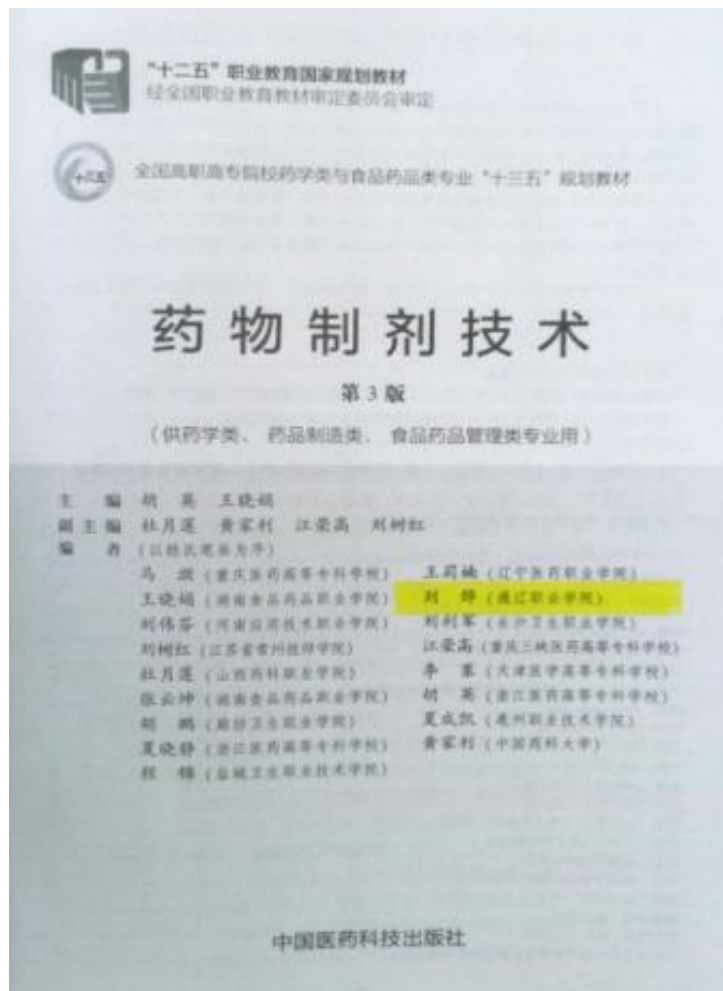 “十二五”职业教育国家规划教材
经全国职业教育教材审定委员会审定
十三五
全国高职高专院校药学类与食品药品类专业“十三五”规划教材
药物制剂技术
第3版
（供药学类、药品制造类、食品药品管理类专业用）
主 编 胡 英 王晓娟
副主编 杜月莲 黄家利 江荣高 刘树红
编 者 （以姓氏笔画为序）
马 （重庆医药高等专科学校） 王莉楠（辽宁医药职业学院）
王晓娟（湖南食品药品职业学院） 刘 （通辽职业学院）
刘伟芬（河南应用技术职业学院） 刘利军（长沙卫生职业学院）
刘树红（江苏省常州技师学院） 江荣高（重庆三峡医药高等专科学校）
杜月莲（山西药科职业学院） 李 （天津医学高等专科学校）
张云坤（湖南食品药品职业学院） 胡 英（浙江医药高等专科学校）
胡 鹏（廊坊卫生职业学院） 夏成凯（亳州职业技术学院）
夏晓静（浙江医药高等专科学校） 黄家利（中国药科大学）
程 锦（盐城卫生职业技术学院）
中国医药科技出版社